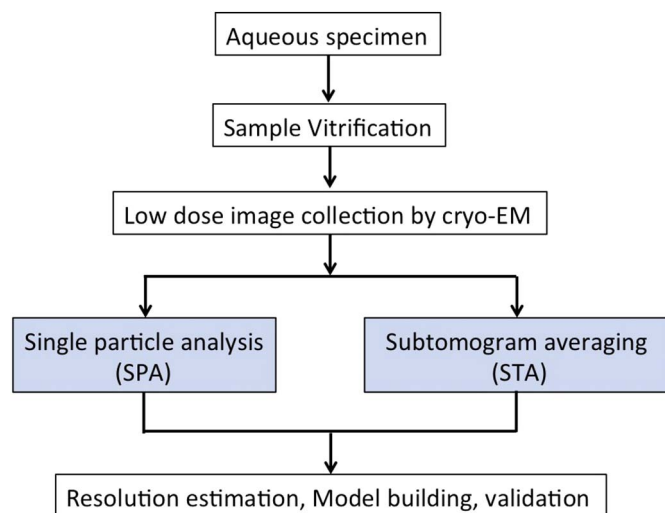 Aqueous specimen
Sample Vitrification
Low dose image collection by cryo-EM
Single particle analysis
(SPA)
Subtomogram averaging
(STA)
Resolution estimation, Model building, validation